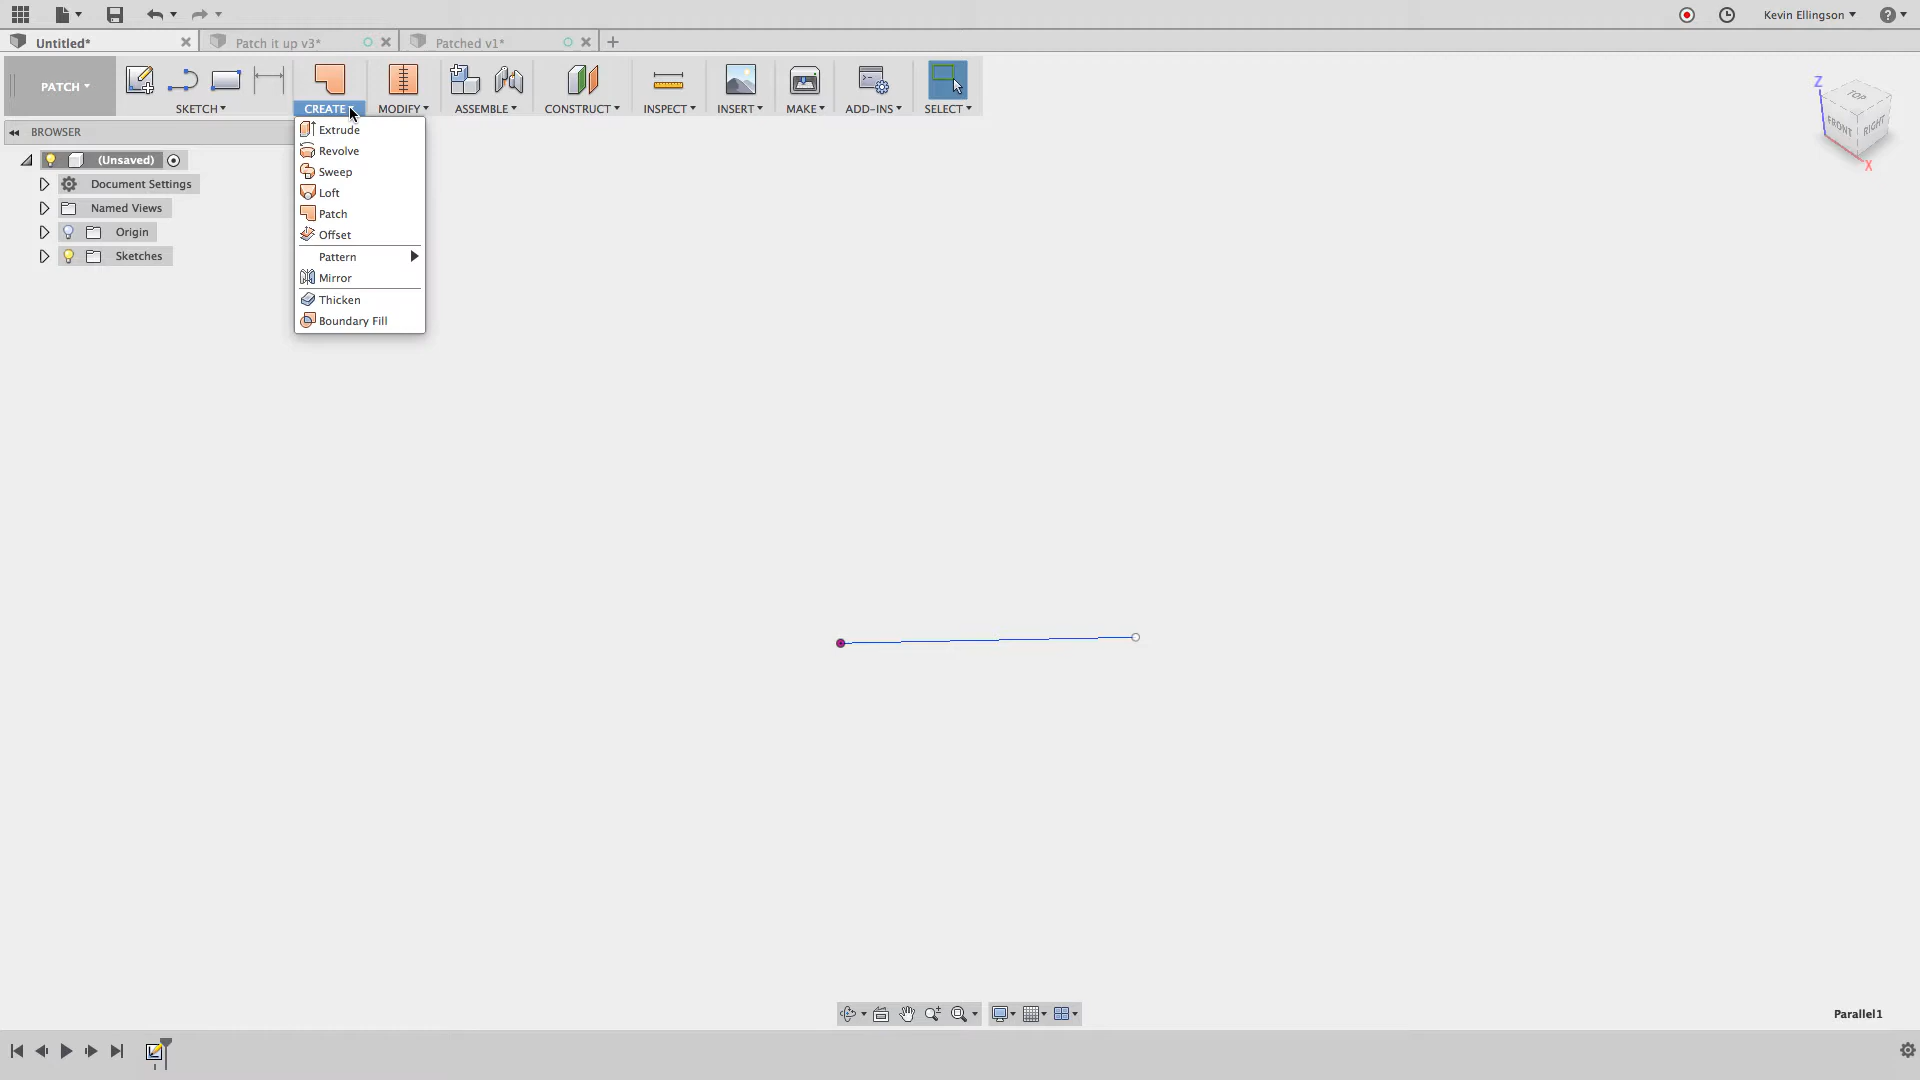 Kevin Ellingson
Untitled*
Patch it up v3*
Patched v1*
PATCH
SKETCH
CREATE
MODIFY
ASSEMBLE
CONSTRUCT
INSPECT
INSERT
MAKE
ADD-INS
SELECT
BROWSER
(Unsaved)
Document Settings
Named Views
Origin
Sketches
Extrude
Revolve
Sweep
Loft
Patch
Offset
Pattern
Mirror
Thicken
Boundary Fill
Z
TOP
FRONT
RIGHT
X
Parallel1